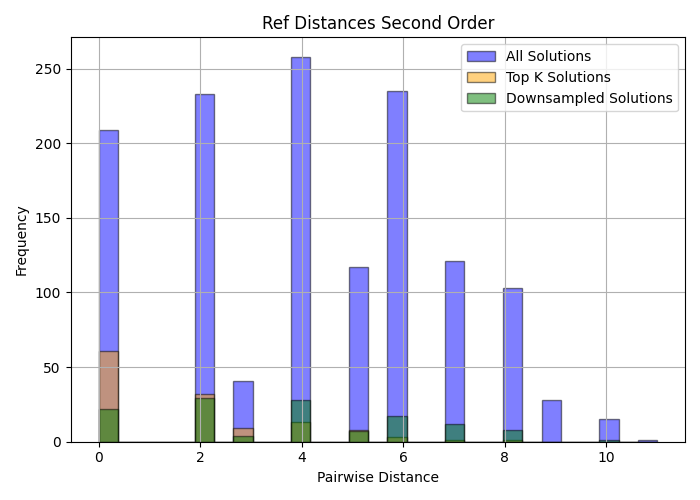 Ref Distances Second Order
All Solutions
Top K Solutions
Downsampled Solutions
Frequency
250
200
150
100
50
0
0 2 4 6 8 10
Pairwise Distance